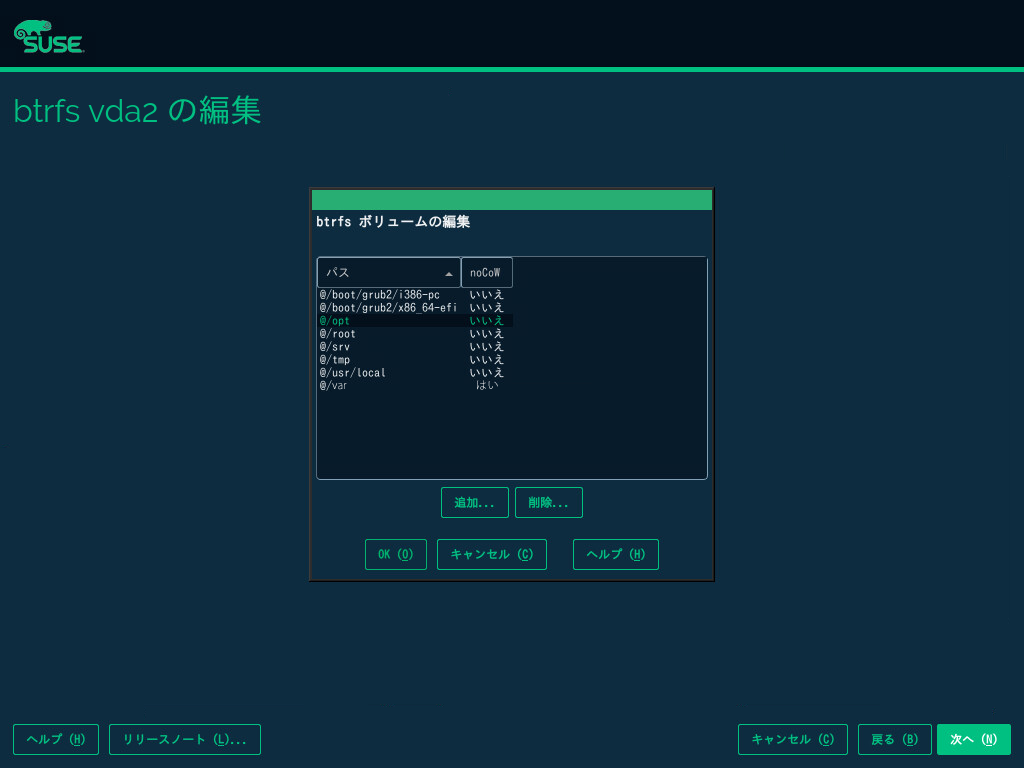 SUSE
btrfs vda2 の編集
btrfs ボリュームの編集
パス noCoW
@/boot/grub2/i386-pc いいえ
@/boot/grub2/x86_64-efi いいえ
@/opt いいえ
@/root いいえ
@/srv いいえ
@/tmp いいえ
@/usr/local いいえ
@/var はい
追加... 削除...
OK (O) キャンセル (C) ヘルプ (H)
ヘルプ (H) リリースノート (L)... キャンセル (C) 戻る (B) 次へ (N)